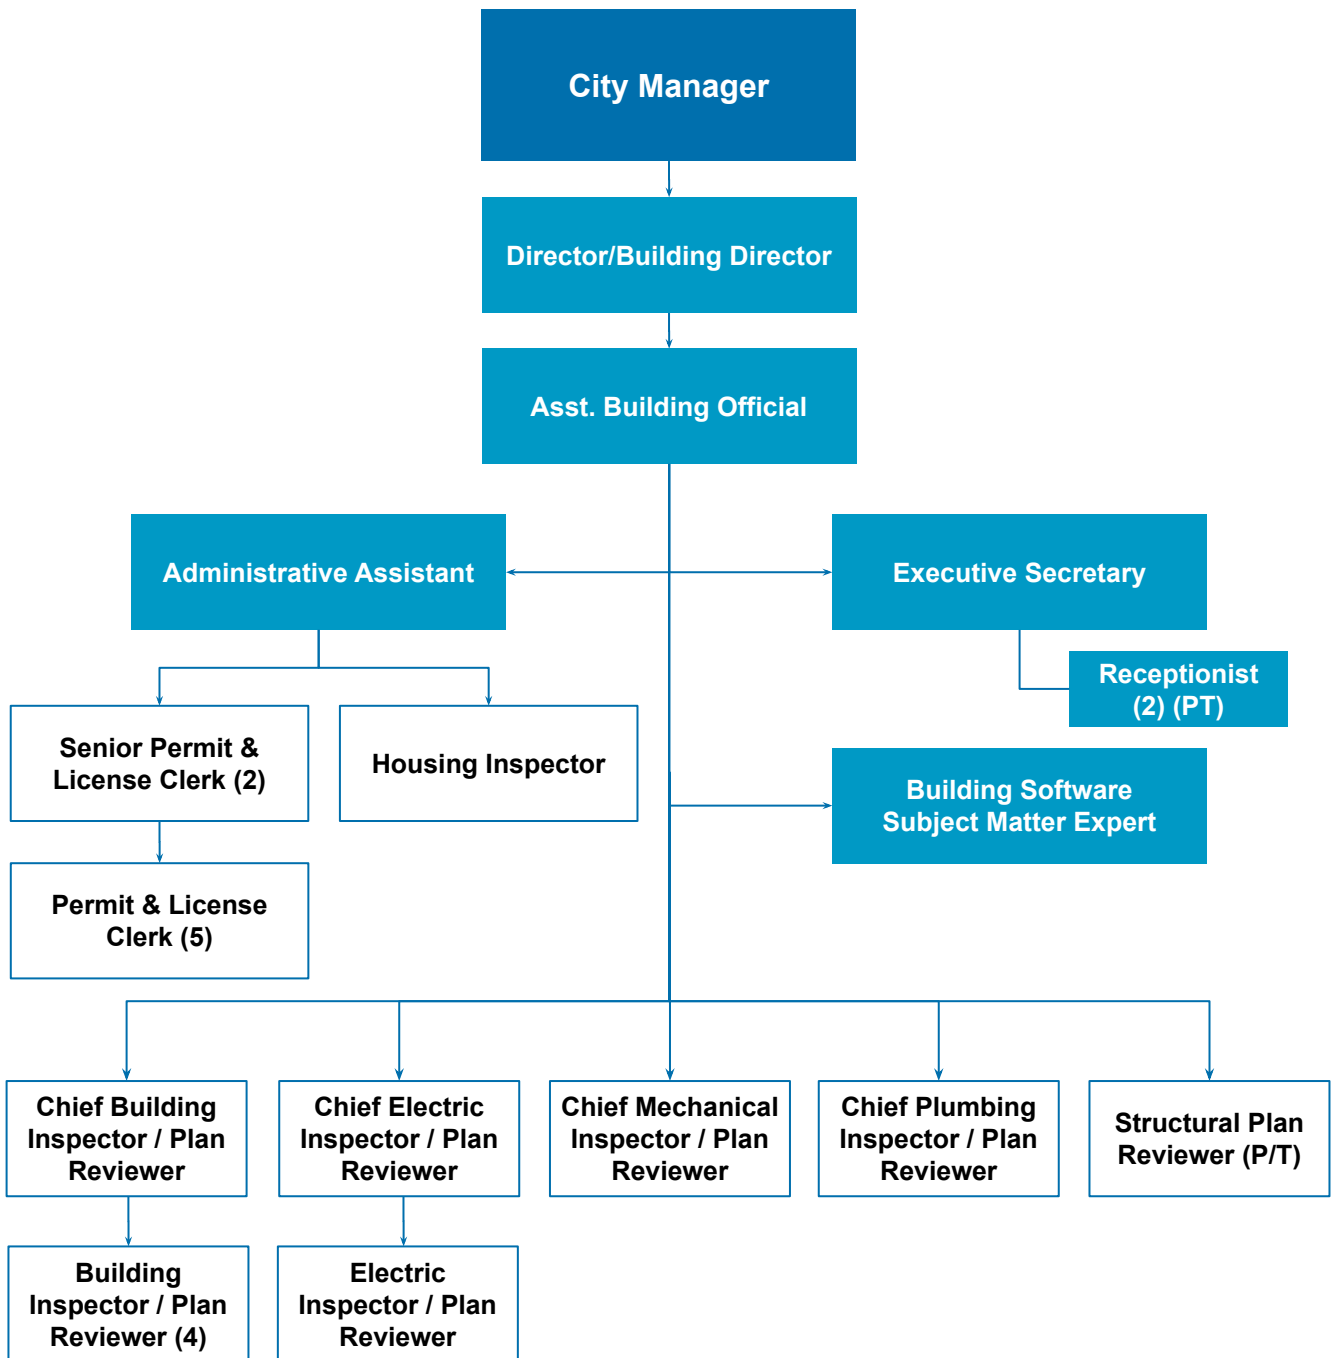 City Manager
Director/Building Director
Asst. Building Official
Administrative Assistant
Executive Secretary
Receptionist
(2) (PT)
Senior Permit &
License Clerk (2)
Housing Inspector
Building Software
Subject Matter Expert
Permit & License
Clerk (5)
Chief Building
Inspector / Plan
Reviewer
Chief Electric
Inspector / Plan
Reviewer
Chief Mechanical
Inspector / Plan
Reviewer
Chief Plumbing
Inspector / Plan
Reviewer
Structural Plan
Reviewer (P/T)
Building
Inspector / Plan
Reviewer (4)
Electric
Inspector / Plan
Reviewer